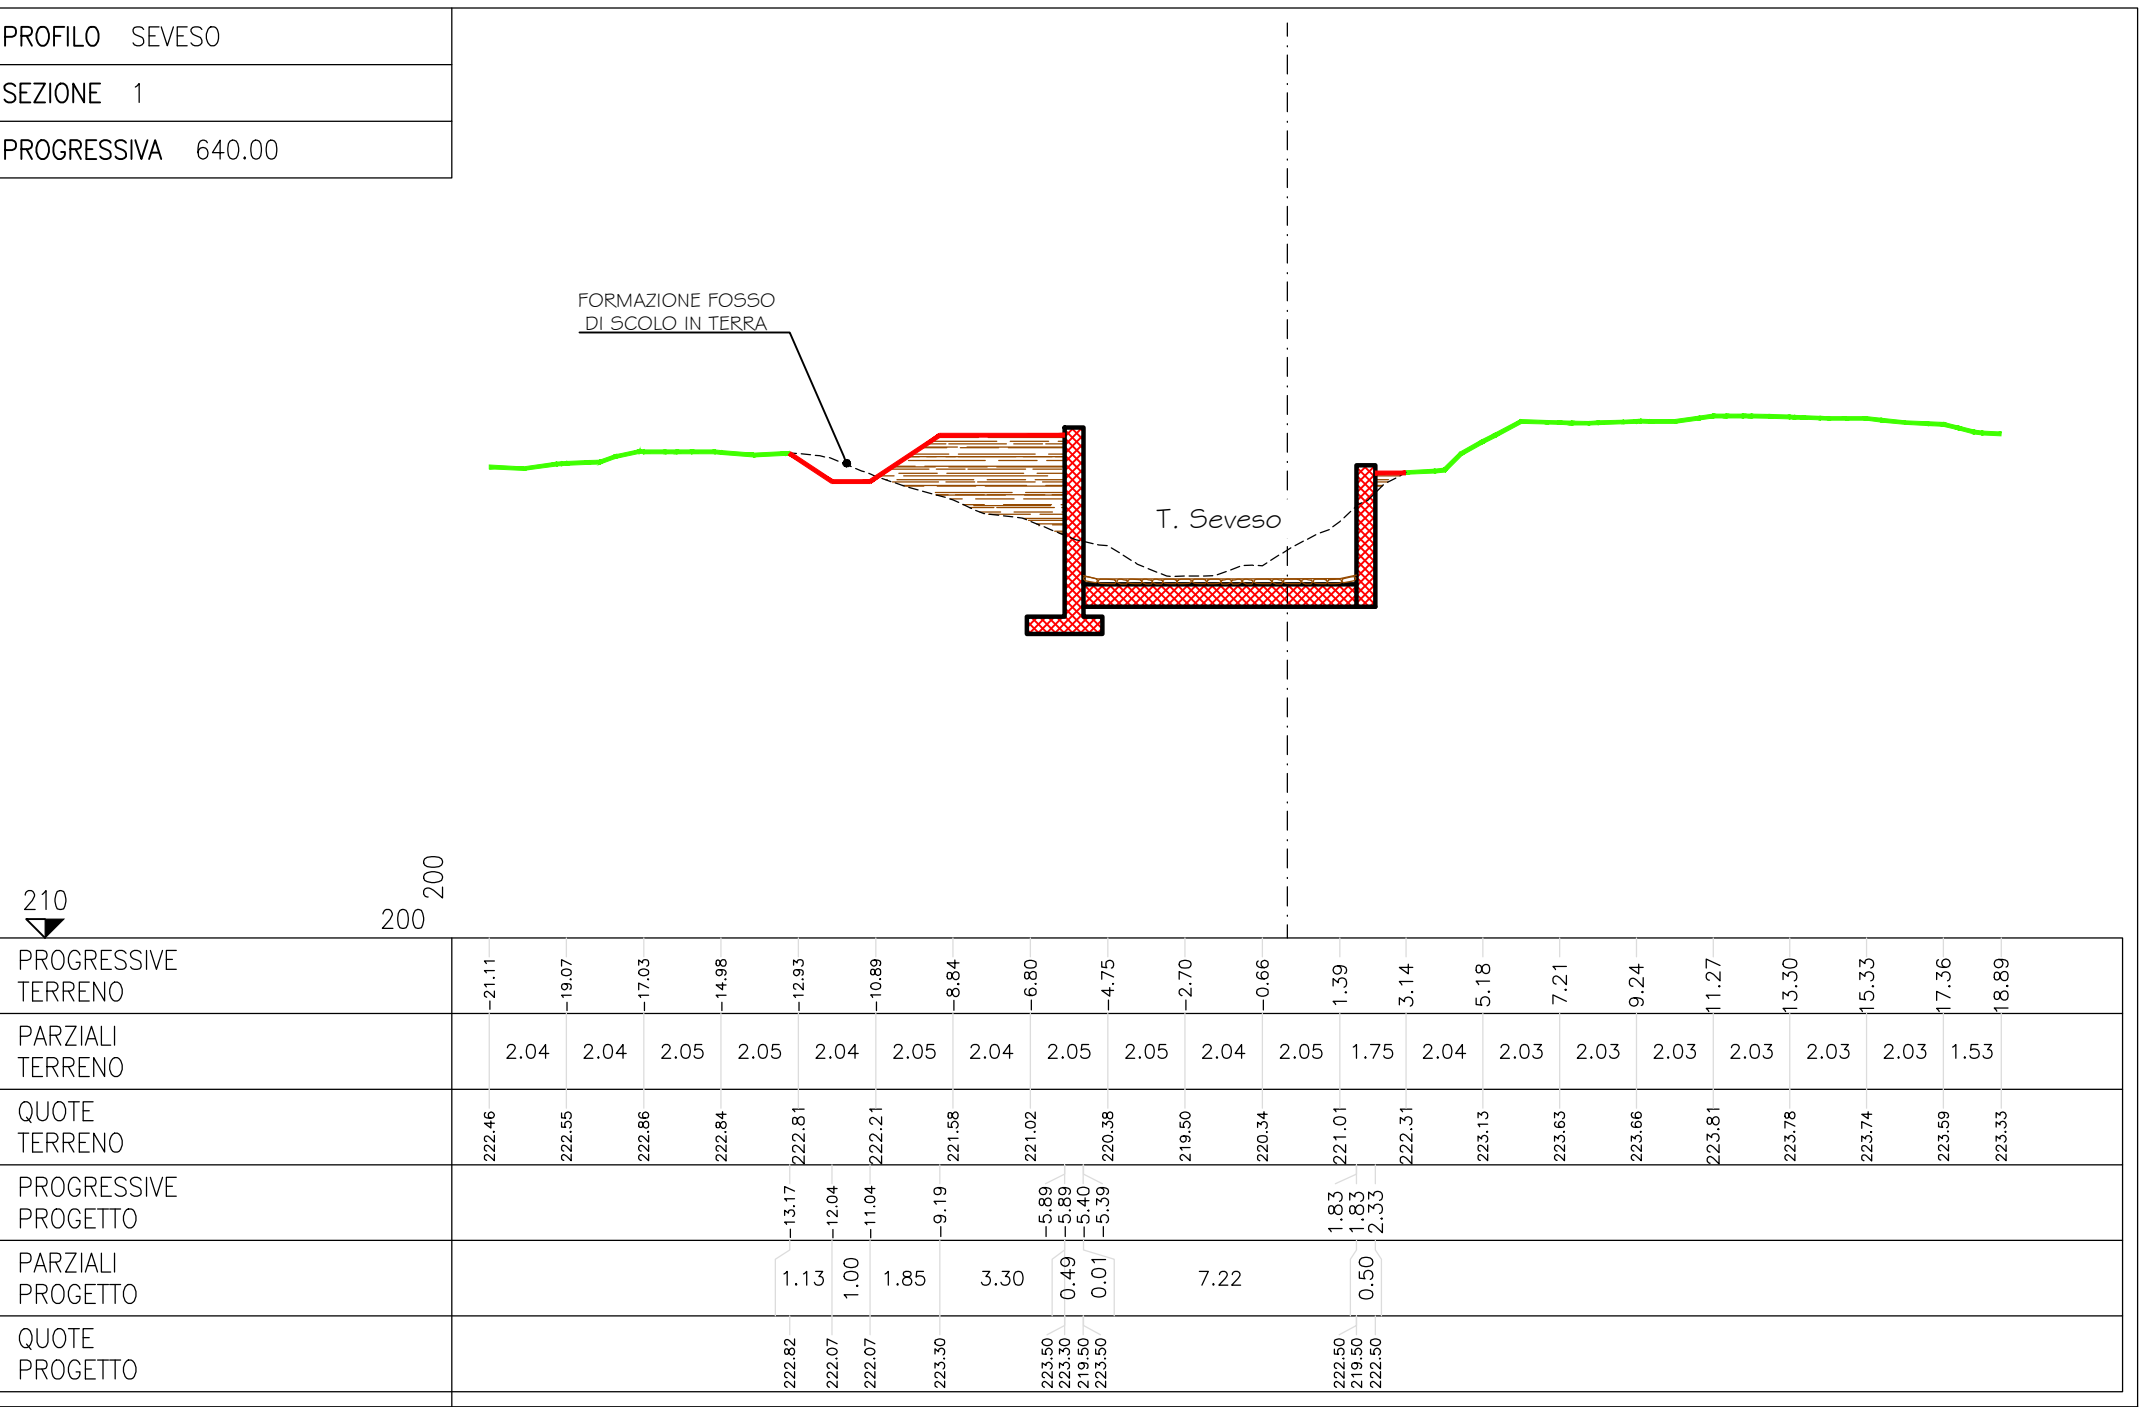 PROFILO SEVESO
SEZIONE 1
PROGRESSIVA 640.00
FORMAZIONE FOSSO
DI SCOLO IN TERRA
T. Seveso
210
200
200
PROGRESSIVE
TERRENO
-21.11 -19.07 -17.03 -14.98 -12.93 -10.89 -8.84 -6.80 -4.75 -2.70 -0.66 1.39 3.14 5.18 7.21 9.24 11.27 13.30 15.33 17.36 18.89
PARZIALI
TERRENO
2.04 2.04 2.05 2.05 2.04 2.05 2.04 2.05 2.05 2.04 2.05 1.75 2.04 2.03 2.03 2.03 2.03 2.03 2.03 1.53
QUOTE
TERRENO
222.46 222.55 222.86 222.84 222.81 222.21 221.58 221.02 220.38 219.50 220.34 221.01 222.31 223.13 223.63 223.66 223.81 223.78 223.74 223.59 223.33
PROGRESSIVE
PROGETTO
-13.17 -12.04 -11.04 -9.19 -5.89 -5.89 -5.40 -5.39 1.83 1.83 2.33
PARZIALI
PROGETTO
1.13 1.00 1.85 3.30 0.49 0.01 7.22 0.50
QUOTE
PROGETTO
222.82 222.07 222.07 223.30 223.50 223.30 219.50 223.50 222.50 219.50 222.50